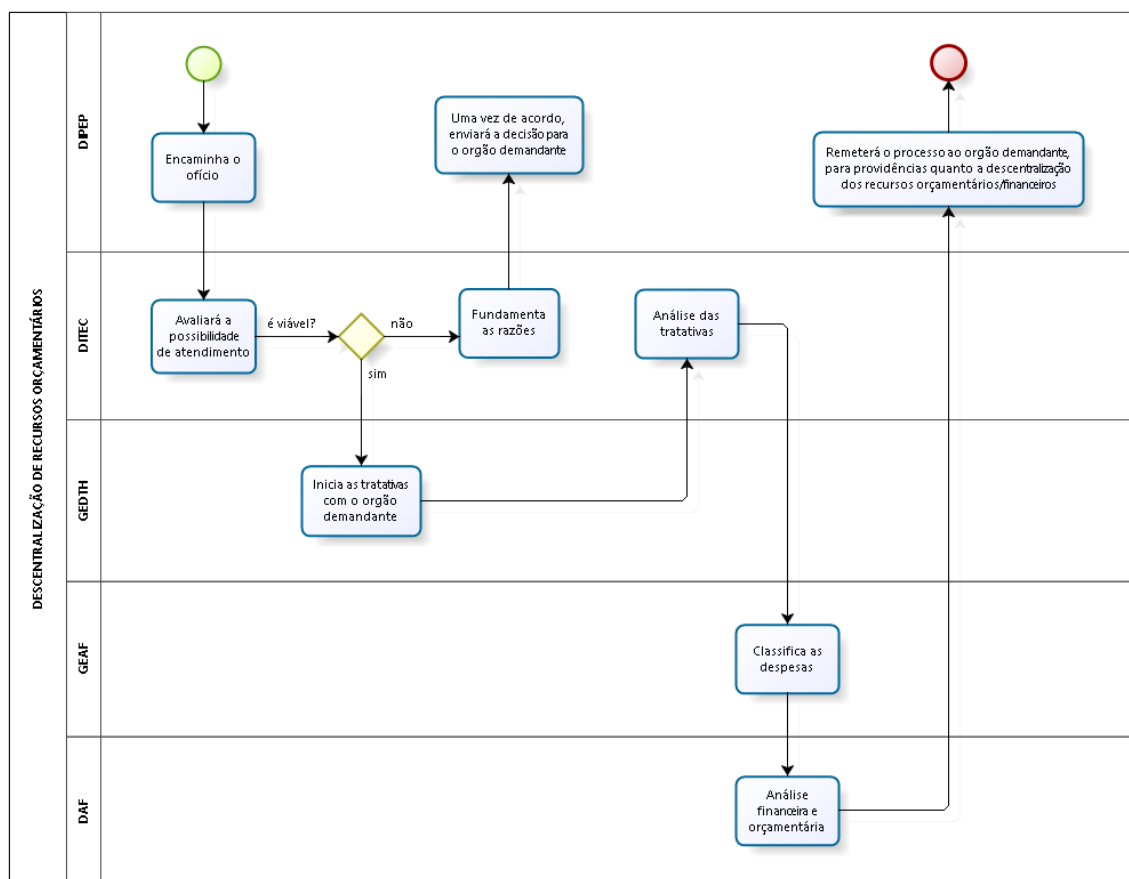 DESCENTRALIZAÇÃO DE RECURSOS ORÇAMENTÁRIOS
DIPEP
Encaminha o
ofício
Uma vez de acordo,
enviará a decisão para
o orgão demandante
Remeterá o processo ao orgão demandante,
para providências quanto a descentralização
dos recursos orçamentários/financeiros
DITEC
Avaliará a
possibilidade
de atendimento
é viável?
não
sim
Fundamenta
as razões
Análise das
tratativas
GEDTH
Inicia as tratativas
com o orgão
demandante
GEAF
Classifica as
despesas
DAF
Análise
financeira e
orçamentária